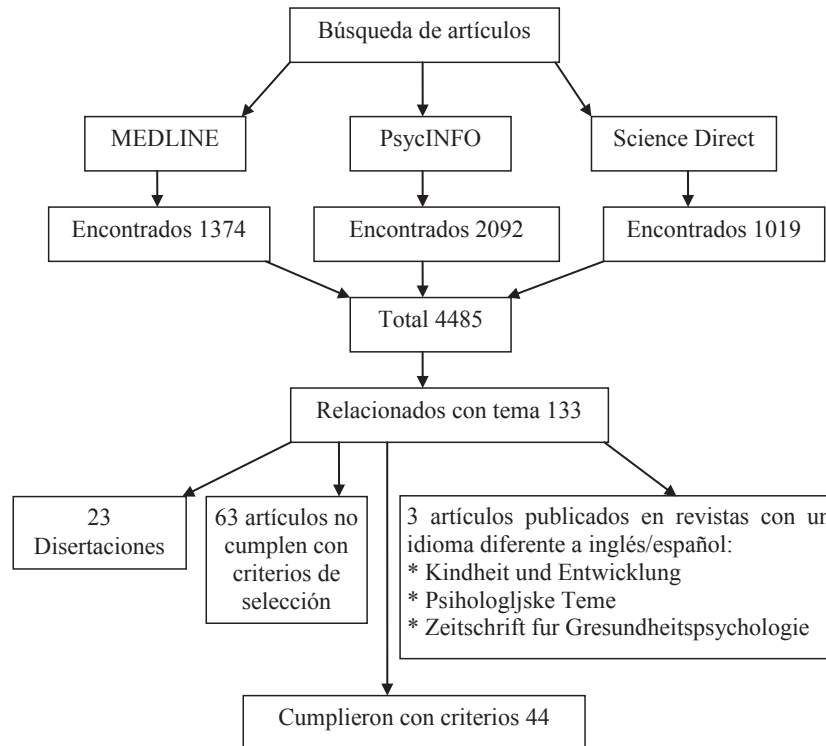 Búsqueda de artículos
MEDLINE
PsycINFO
Science Direct
Encontrados 1374
Encontrados 2092
Encontrados 1019
Total 4485
Relacionados con tema 133
23
Disertaciones
63 artículos no
cumplen con
criterios de
selección
3 artículos publicados en revistas con un
idioma diferente a inglés/español:
* Kindheit und Entwicklung
* Psihologljske Teme
* Zeitschrift fur Gresundheitspsychologie
Cumplieron con criterios 44